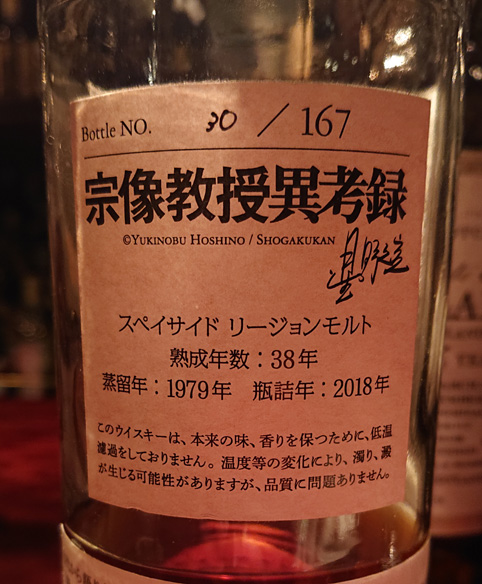 Bottle NO. 30 / 167
宗像教授異考録
©YUKINOBU HOSHINO / SHOGAKUKAN
スペイサイド リージョンモルト
熟成年数：38年
蒸留年：1979年 瓶詰年：2018年
このウイスキーは、本来の味、香りを保つために、低温
濾過をしておりません。温度等の変化により、濁り、澱
が生じる可能性がありますが、品質に問題ありません。